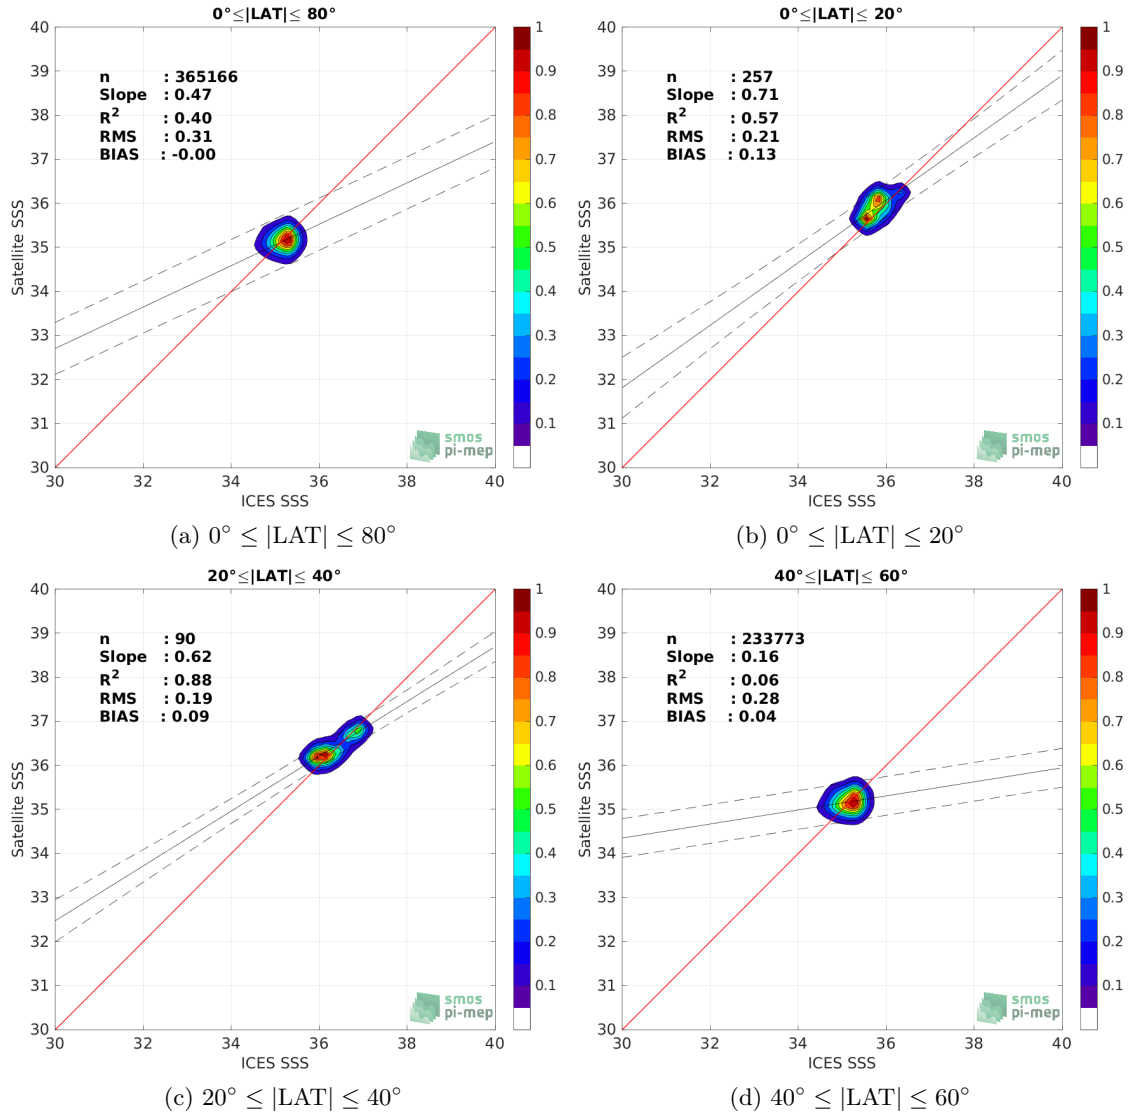 0°≤|LAT|≤ 80°
40
39
38
37
36
35
34
33
32
31
30
Satellite SSS
n : 365166
Slope : 0.47
R² : 0.40
RMS : 0.31
BIAS : -0.00
smos
pi-mep
30 32 34 36 38 40
ICES SSS
1
0.9
0.8
0.7
0.6
0.5
0.4
0.3
0.2
0.1
(a) 0° ≤ |LAT| ≤ 80°
0°≤|LAT|≤ 20°
40
39
38
37
36
35
34
33
32
31
30
Satellite SSS
n : 257
Slope : 0.71
R² : 0.57
RMS : 0.21
BIAS : 0.13
smos
pi-mep
30 32 34 36 38 40
ICES SSS
1
0.9
0.8
0.7
0.6
0.5
0.4
0.3
0.2
0.1
(b) 0° ≤ |LAT| ≤ 20°
20°≤|LAT|≤ 40°
40
39
38
37
36
35
34
33
32
31
30
Satellite SSS
n : 90
Slope : 0.62
R² : 0.88
RMS : 0.19
BIAS : 0.09
smos
pi-mep
30 32 34 36 38 40
ICES SSS
1
0.9
0.8
0.7
0.6
0.5
0.4
0.3
0.2
0.1
(c) 20° ≤ |LAT| ≤ 40°
40°≤|LAT|≤ 60°
40
39
38
37
36
35
34
33
32
31
30
Satellite SSS
n : 233773
Slope : 0.16
R² : 0.06
RMS : 0.28
BIAS : 0.04
smos
pi-mep
30 32 34 36 38 40
ICES SSS
1
0.9
0.8
0.7
0.6
0.5
0.4
0.3
0.2
0.1
(d) 40° ≤ |LAT| ≤ 60°